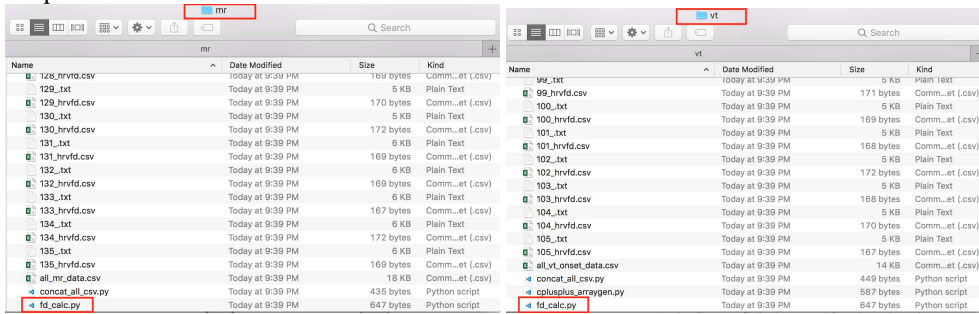 mr
Search
mr
+
Name Date Modified Size Kind
128_hrvfd.csv Today at 9:39 PM 169 bytes Comm...et (.csv)
129_.txt Today at 9:39 PM 5 KB Plain Text
129_hrvfd.csv Today at 9:39 PM 170 bytes Comm...et (.csv)
130_.txt Today at 9:39 PM 5 KB Plain Text
130_hrvfd.csv Today at 9:39 PM 172 bytes Comm...et (.csv)
131_.txt Today at 9:39 PM 6 KB Plain Text
131_hrvfd.csv Today at 9:39 PM 169 bytes Comm...et (.csv)
132_.txt Today at 9:39 PM 6 KB Plain Text
132_hrvfd.csv Today at 9:39 PM 169 bytes Comm...et (.csv)
133_.txt Today at 9:39 PM 6 KB Plain Text
133_hrvfd.csv Today at 9:39 PM 167 bytes Comm...et (.csv)
134_.txt Today at 9:39 PM 6 KB Plain Text
134_hrvfd.csv Today at 9:39 PM 172 bytes Comm...et (.csv)
135_.txt Today at 9:39 PM 6 KB Plain Text
135_hrvfd.csv Today at 9:39 PM 169 bytes Comm...et (.csv)
all_mr_data.csv Today at 9:39 PM 18 KB Comm...et (.csv)
concat_all_csv.py Today at 9:39 PM 435 bytes Python script
fd_calc.py Today at 9:39 PM 647 bytes Python script
vt
Search
vt
Name Date Modified Size Kind
99_.txt Today at 9:39 PM 5 KB Plain Text
99_hrvfd.csv Today at 9:39 PM 171 bytes Comm...et (.csv)
100_.txt Today at 9:39 PM 5 KB Plain Text
100_hrvfd.csv Today at 9:39 PM 169 bytes Comm...et (.csv)
101_.txt Today at 9:39 PM 5 KB Plain Text
101_hrvfd.csv Today at 9:39 PM 168 bytes Comm...et (.csv)
102_.txt Today at 9:39 PM 5 KB Plain Text
102_hrvfd.csv Today at 9:39 PM 172 bytes Comm...et (.csv)
103_.txt Today at 9:39 PM 5 KB Plain Text
103_hrvfd.csv Today at 9:39 PM 168 bytes Comm...et (.csv)
104_.txt Today at 9:39 PM 5 KB Plain Text
104_hrvfd.csv Today at 9:39 PM 170 bytes Comm...et (.csv)
105_.txt Today at 9:39 PM 5 KB Plain Text
105_hrvfd.csv Today at 9:39 PM 167 bytes Comm...et (.csv)
all_vt_onset_data.csv Today at 9:39 PM 14 KB Comm...et (.csv)
concat_all_csv.py Today at 9:39 PM 449 bytes Python script
cplusplus_arraygen.py Today at 9:39 PM 587 bytes Python script
fd_calc.py Today at 9:39 PM 647 bytes Python script